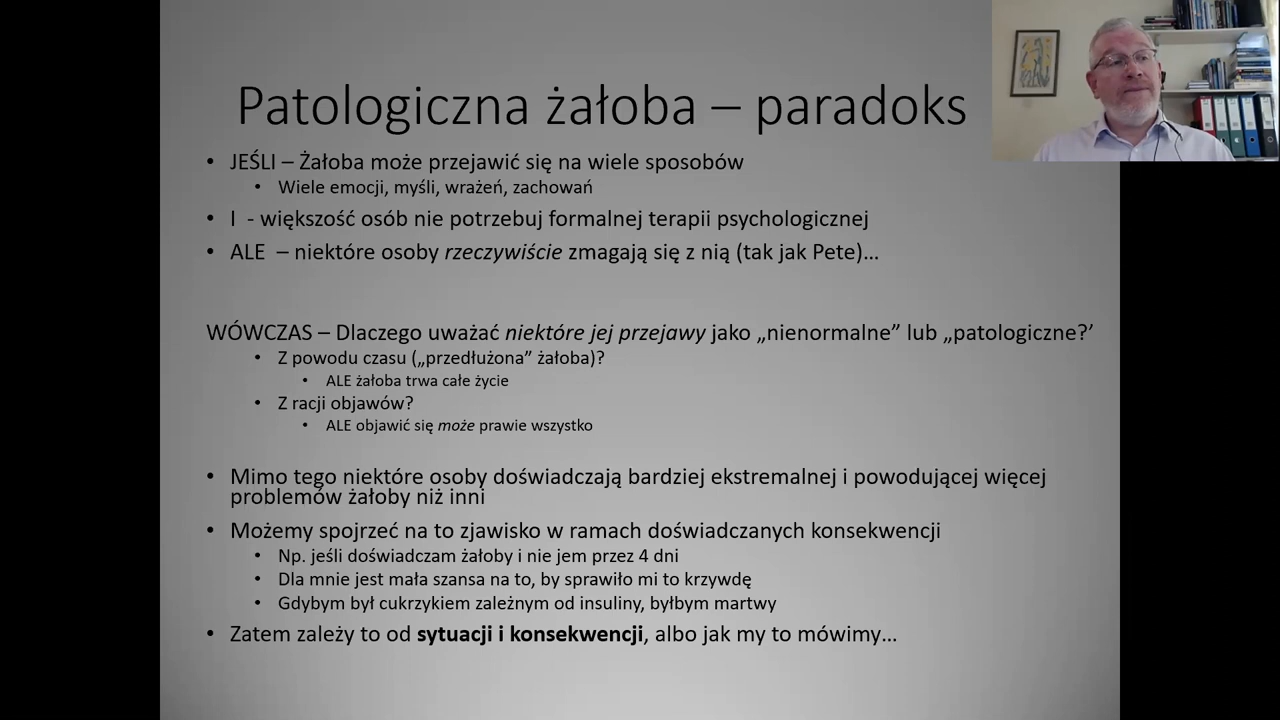 Patologiczna żałoba – paradoks
• JEŚLI – Żałoba może przejawić się na wiele sposobów
• Wiele emocji, myśli, wrażeń, zachowań
• I - większość osób nie potrzebuj formalnej terapii psychologicznej
• ALE – niektóre osoby rzeczywiście zmagają się z nią (tak jak Pete)…
WÓWCZAS – Dlaczego uważać niektóre jej przejawy jako „nienormalne” lub „patologiczne?’
• Z powodu czasu („przedłużona” żałoba)?
• ALE żałoba trwa całe życie
• Z racji objawów?
• ALE objawić się może prawie wszystko
• Mimo tego niektóre osoby doświadczają bardziej ekstremalnej i powodującej więcej
problemów żałoby niż inni
• Możemy spojrzeć na to zjawisko w ramach doświadczanych konsekwencji
• Np. jeśli doświadczam żałoby i nie jem przez 4 dni
• Dla mnie jest mała szansa na to, by sprawiło mi to krzywdę
• Gdybym był cukrzykiem zależnym od insuliny, byłbym martwy
• Zatem zależy to od sytuacji i konsekwencji, albo jak my to mówimy…